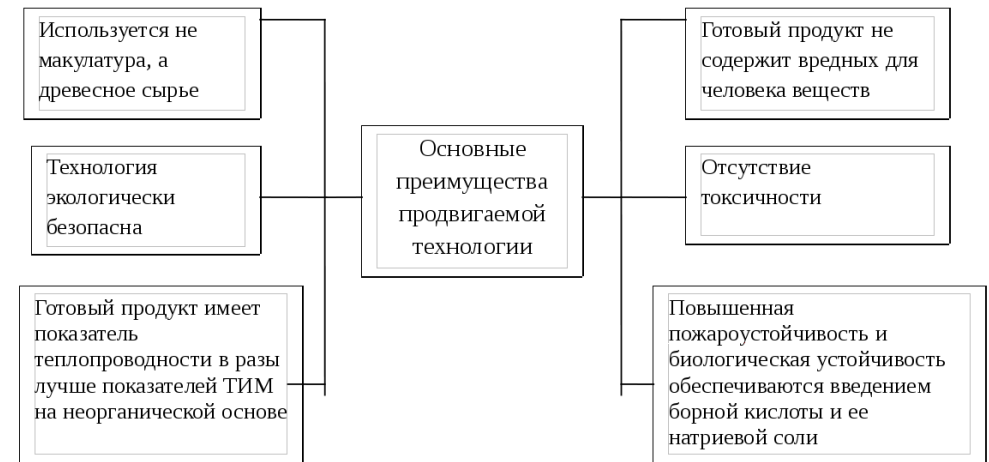 Используется не
макулатура, а
древесное сырье
Технология
экологически
безопасна
Готовый продукт имеет
показатель
теплопроводности в разы
лучше показателей ТИМ
на неорганической основе
Основные
преимущества
продвигаемой
технологии
Готовый продукт не
содержит вредных для
человека веществ
Отсутствие
токсичности
Повышенная
пожароустойчивость и
биологическая устойчивость
обеспечиваются введением
борной кислоты и ее
натриевой соли